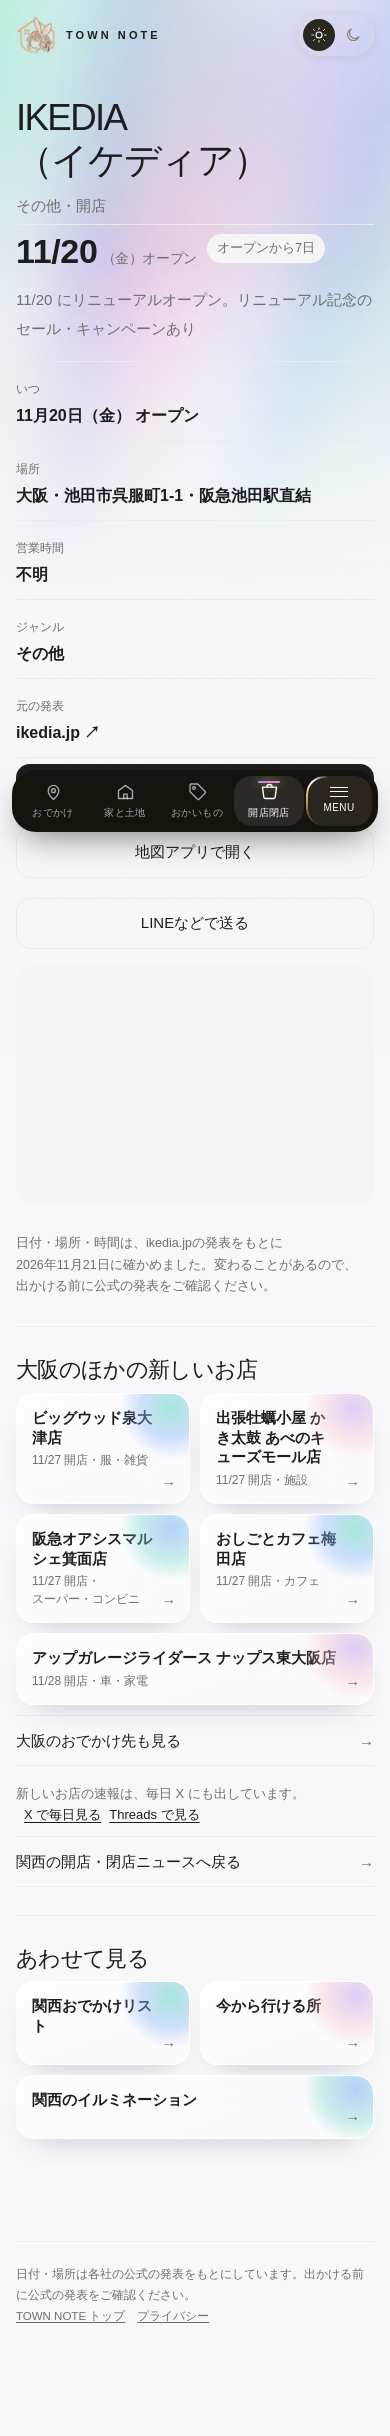 TOWN NOTE
IKEDIA
（イケディア）
その他・開店
11/20 （金）オープン オープンから7日
11/20 にリニューアルオープン。リニューアル記念の
セール・キャンペーンあり
いつ
11月20日（金） オープン
場所
大阪・池田市呉服町1-1・阪急池田駅直結
営業時間
不明
ジャンル
その他
元の発表
ikedia.jp ↗
おでかけ 家と土地 おかいもの 開店閉店 MENU
地図アプリで開く
LINEなどで送る
日付・場所・時間は、ikedia.jpの発表をもとに
2026年11月21日に確かめました。変わることがあるので、
出かける前に公式の発表をご確認ください。
大阪のほかの新しいお店
ビッグウッド泉大
津店
11/27 開店・服・雑貨
→
出張牡蠣小屋 か
き太鼓 あべのキ
ューズモール店
11/27 開店・施設
→
阪急オアシスマル
シェ箕面店
11/27 開店・
スーパー・コンビニ
→
おしごとカフェ梅
田店
11/27 開店・カフェ
→
アップガレージライダース ナップス東大阪店
11/28 開店・車・家電
→
大阪のおでかけ先も見る →
新しいお店の速報は、毎日 X にも出しています。
X で毎日見る Threads で見る
関西の開店・閉店ニュースへ戻る →
あわせて見る
関西おでかけリス
ト
→
今から行ける所
→
関西のイルミネーション
→
日付・場所は各社の公式の発表をもとにしています。出かける前
に公式の発表をご確認ください。
TOWN NOTE トップ プライバシー